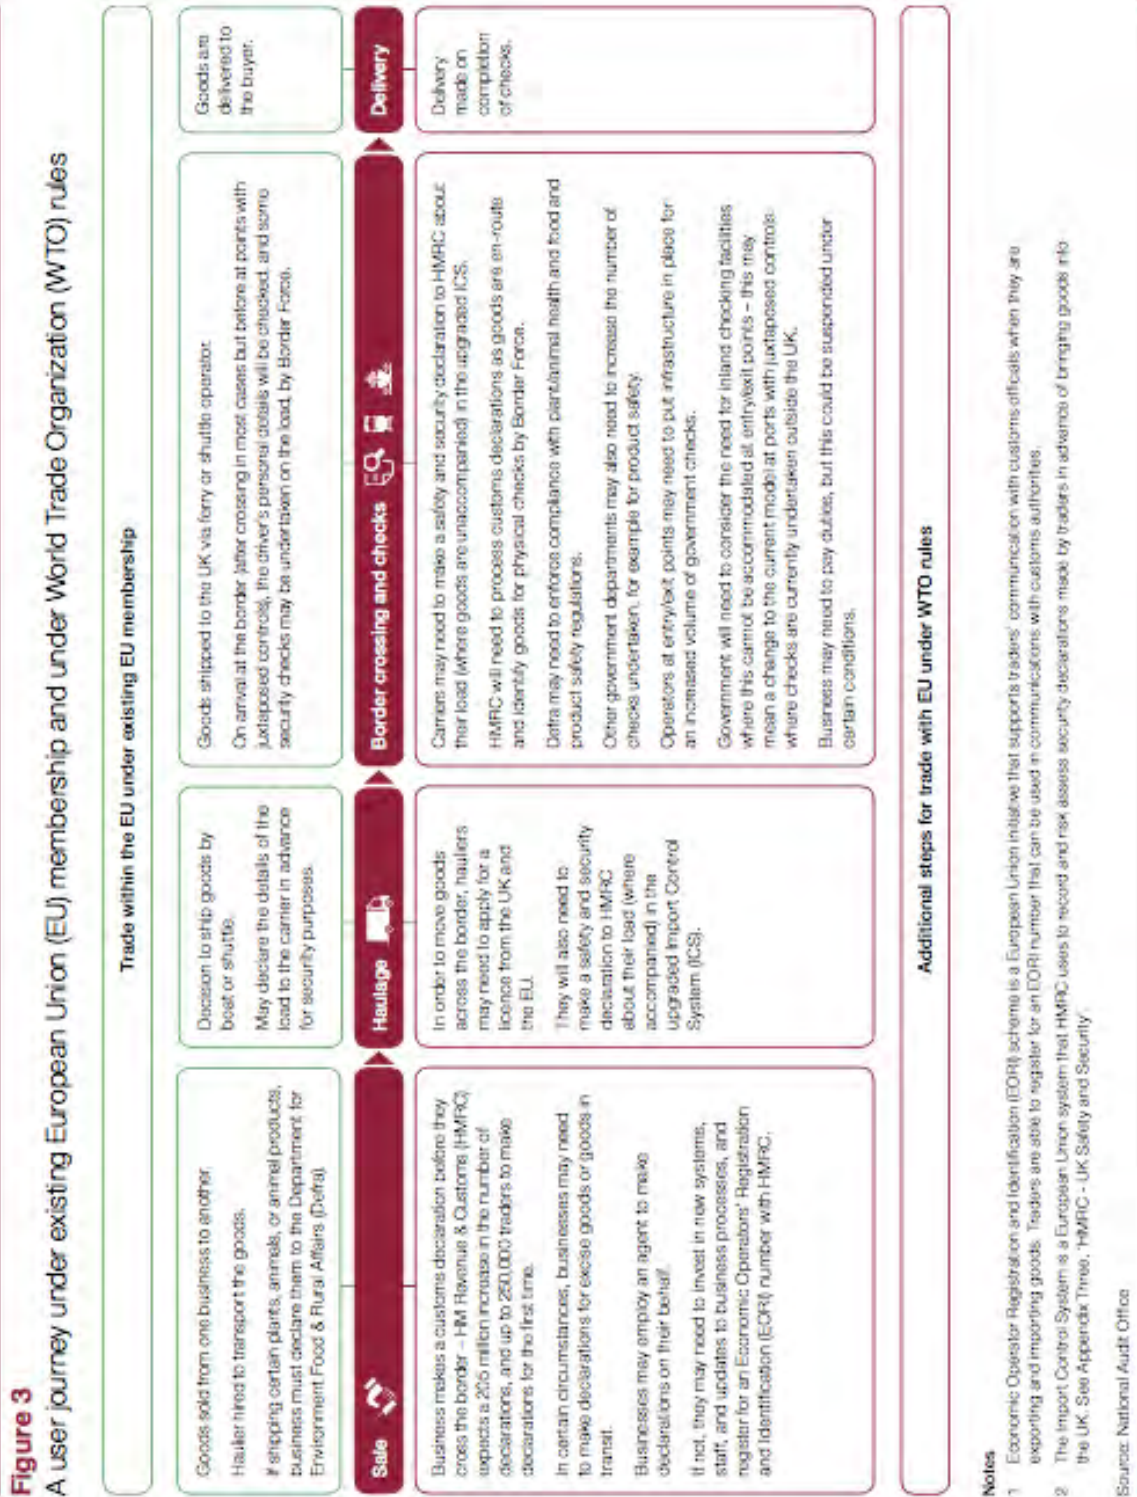 Figure 3
A user journey under existing European Union (EU) membership and under World Trade Organization (WTO) rules
Trade within the EU under existing EU membership
Goods sold from one business to another.
Haulier hired to transport the goods.
If shipping certain plants, animals, or animal products,
business must declare them to the Department for
Environment Food & Rural Affairs (Defra).
Decision to ship goods by
boat or shuttle.
May declare the details of the
load to the carrier in advance
for security purposes.
Goods shipped to the UK via ferry or shuttle operator.
On arrival at the border (after crossing in most cases but before at points with
juxtaposed controls), the driver's personal details will be checked, and some
security checks may be undertaken on the load, by Border Force.
Goods are
delivered to
the buyer.
Sale
Haulage
Border crossing and checks
Delivery
Business makes a customs declaration before they
cross the border – HM Revenue & Customs (HMRC)
expects a 205 million increase in the number of
declarations, and up to 250,000 traders to make
declarations for the first time.
In certain circumstances, businesses may need
to make declarations for excise goods or goods in
transit.
Businesses may employ an agent to make
declarations on their behalf.
If not, they may need to invest in new systems,
staff, and updates to business processes, and
register for an Economic Operators' Registration
and Identification (EORI) number with HMRC.
In order to move goods
across the border, hauliers
may need to apply for a
licence from the UK and
the EU.
They will also need to
make a safety and security
declaration to HMRC
about their load (where
accompanied) in the
upgraded Import Control
System (ICS).
Carriers may need to make a safety and security declaration to HMRC about
their load (where goods are unaccompanied) in the upgraded ICS.
HMRC will need to process customs declarations as goods are en-route
and identify goods for physical checks by Border Force.
Defra may need to enforce compliance with plant/animal health and food and
product safety regulations.
Other government departments may also need to increase the number of
checks undertaken, for example for product safety.
Operators at entry/exit points may need to put infrastructure in place for
an increased volume of government checks.
Government will need to consider the need for inland checking facilities
where this cannot be accommodated at entry/exit points – this may
mean a change to the current model at ports with juxtaposed controls
where checks are currently undertaken outside the UK.
Business may need to pay duties, but this could be suspended under
certain conditions.
Delivery
made on
completion
of checks.
Additional steps for trade with EU under WTO rules
Notes
1 Economic Operator Registration and Identification (EORI) scheme is a European Union initiative that supports traders' communication with customs officals when they are
exporting and importing goods. Traders are able to register for an EORI number that can be used in communications with customs authorities.
2 The Import Control System is a European Union system that HMRC uses to record and risk assess security declarations made by traders in advance of bringing goods into
the UK. See Appendix Three, 'HMRC - UK Safety and Security'.
Source: National Audit Office